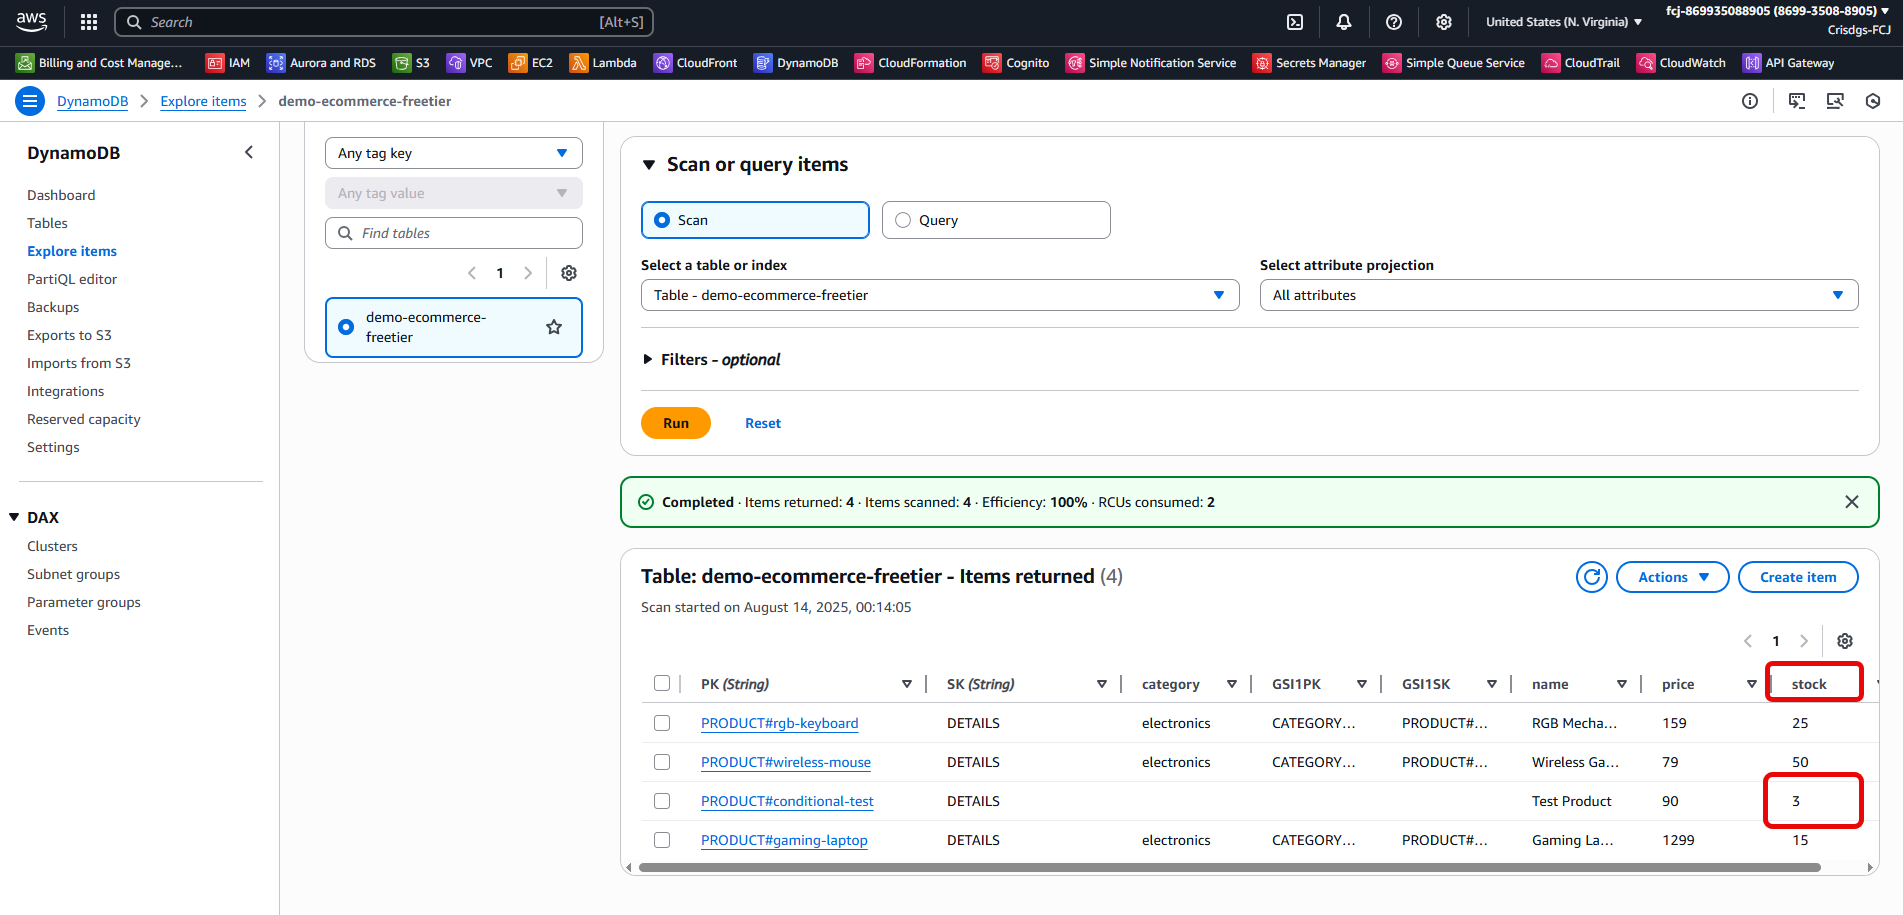 aws Search [Alt+S] United States (N. Virginia) fcj-869935088905 (8699-3508-8905)
Crisdgs-FCJ
Billing and Cost Manage... IAM Aurora and RDS S3 VPC EC2 Lambda CloudFront DynamoDB CloudFormation Cognito Simple Notification Service Secrets Manager Simple Queue Service CloudTrail CloudWatch API Gateway
DynamoDB Explore items demo-ecommerce-freetier
DynamoDB
Dashboard
Tables
Explore items
PartiQL editor
Backups
Exports to S3
Imports from S3
Integrations
Reserved capacity
Settings
DAX
Clusters
Subnet groups
Parameter groups
Events
Any tag key
Any tag value
Find tables
1
demo-ecommerce-
freetier
Scan or query items
Scan Query
Select a table or index Select attribute projection
Table - demo-ecommerce-freetier All attributes
Filters - optional
Run Reset
Completed · Items returned: 4 · Items scanned: 4 · Efficiency: 100% · RCUs consumed: 2
Table: demo-ecommerce-freetier - Items returned (4)
Actions Create item
Scan started on August 14, 2025, 00:14:05
1
PK (String) SK (String) category GSI1PK GSI1SK name price stock
PRODUCT#rgb-keyboard DETAILS electronics CATEGORY... PRODUCT#... RGB Mecha... 159 25
PRODUCT#wireless-mouse DETAILS electronics CATEGORY... PRODUCT#... Wireless Ga... 79 50
PRODUCT#conditional-test DETAILS Test Product 90 3
PRODUCT#gaming-laptop DETAILS electronics CATEGORY... PRODUCT#... Gaming La... 1299 15